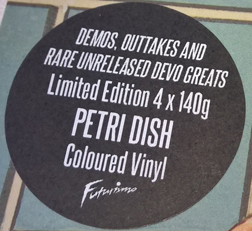 DEMOS, OUTTAKES AND
RARE UNRELEASED DEVO GREATS
Limited Edition 4 x 140g
PETRI DISH
Coloured Vinyl
Futurismo